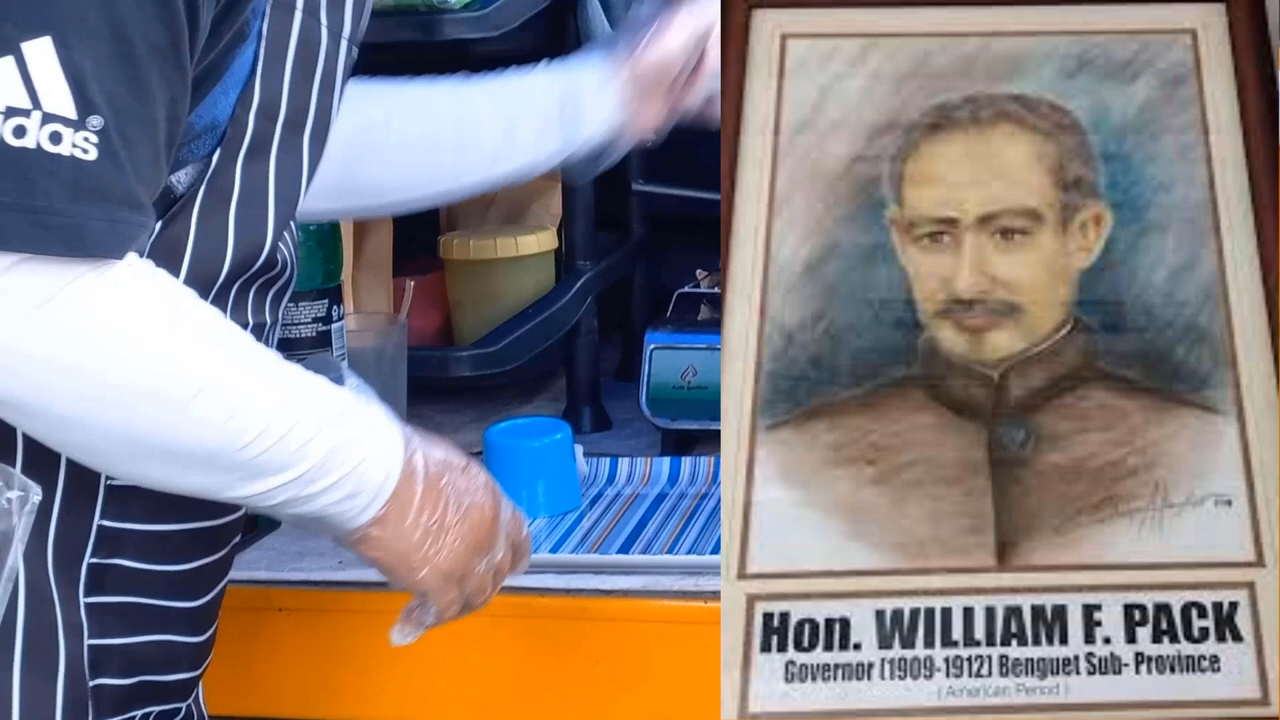 adidas®
Hon. WILLIAM F. PACK
Governor (1909-1912) Benguet Sub- Province
(American Period)